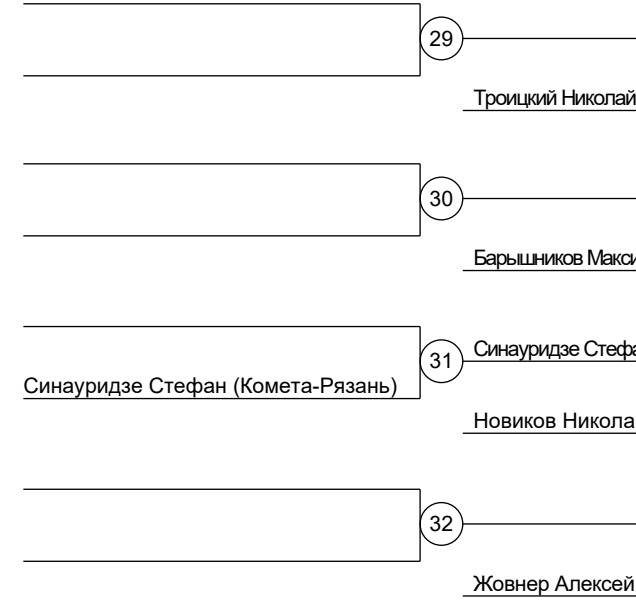 29
Троицкий Николай
30
Барышников
31
Синауридзе
Синауридзе Стефан (Комета-Рязань)
Новиков
32
Жовнер Алексей